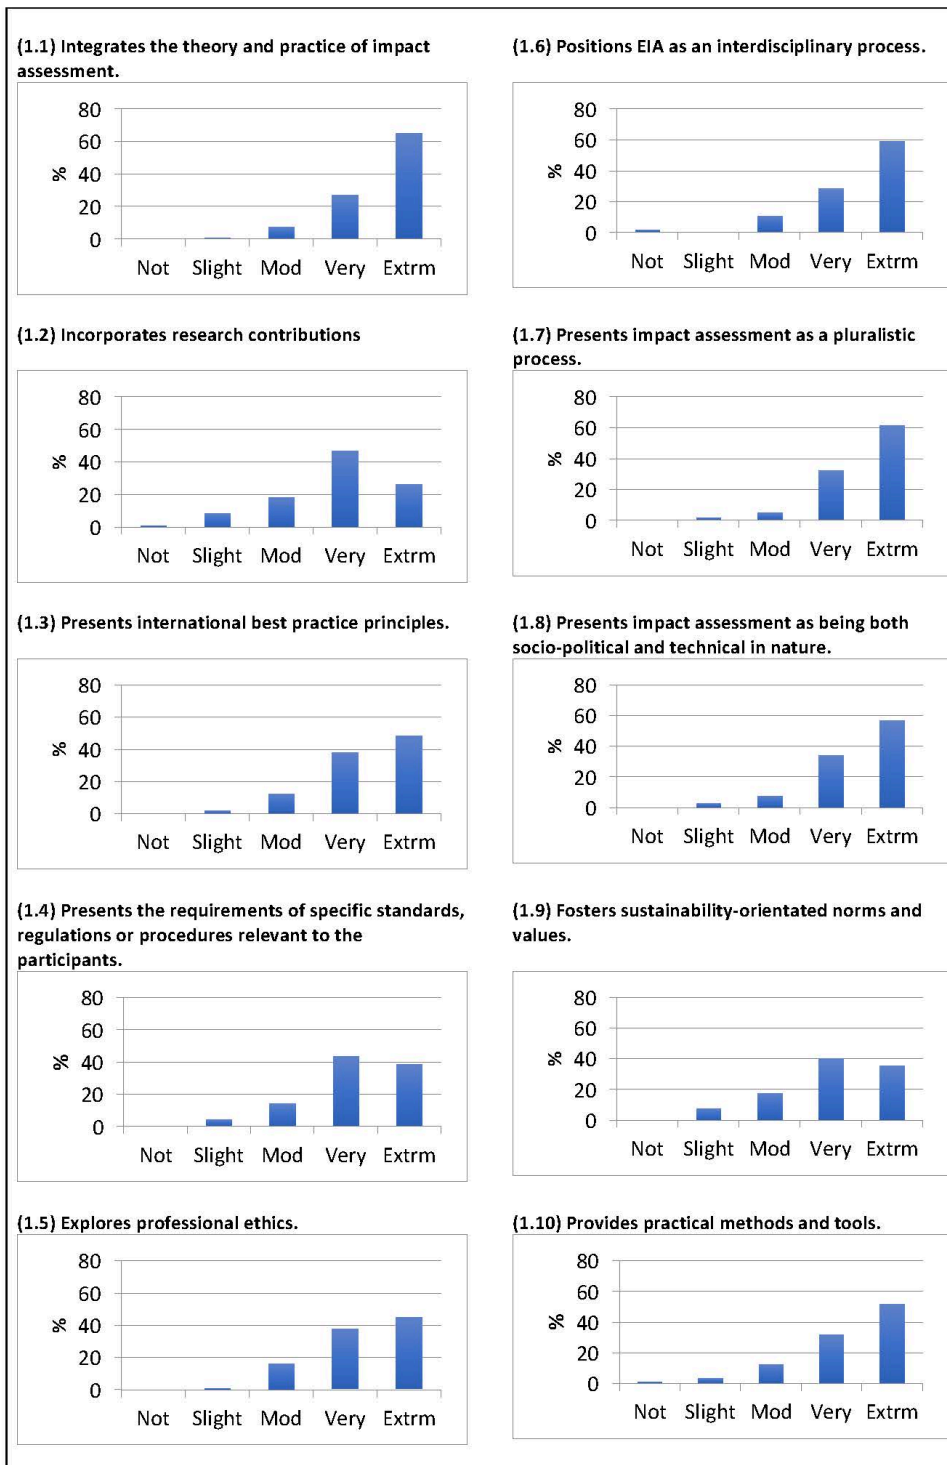 (1.1) Integrates the theory and practice of impact
assessment.
80
60
40
20
0
%
Not Slight Mod Very Extrm
(1.2) Incorporates research contributions
80
60
40
20
0
%
Not Slight Mod Very Extrm
(1.3) Presents international best practice principles.
80
60
40
20
0
%
Not Slight Mod Very Extrm
(1.4) Presents the requirements of specific standards,
regulations or procedures relevant to the
participants.
80
60
40
20
0
%
Not Slight Mod Very Extrm
(1.5) Explores professional ethics.
80
60
40
20
0
%
Not Slight Mod Very Extrm
(1.6) Positions EIA as an interdisciplinary process.
80
60
40
20
0
%
Not Slight Mod Very Extrm
(1.7) Presents impact assessment as a pluralistic
process.
80
60
40
20
0
%
Not Slight Mod Very Extrm
(1.8) Presents impact assessment as being both
socio-political and technical in nature.
80
60
40
20
0
%
Not Slight Mod Very Extrm
(1.9) Fosters sustainability-orientated norms and
values.
80
60
40
20
0
%
Not Slight Mod Very Extrm
(1.10) Provides practical methods and tools.
80
60
40
20
0
%
Not Slight Mod Very Extrm